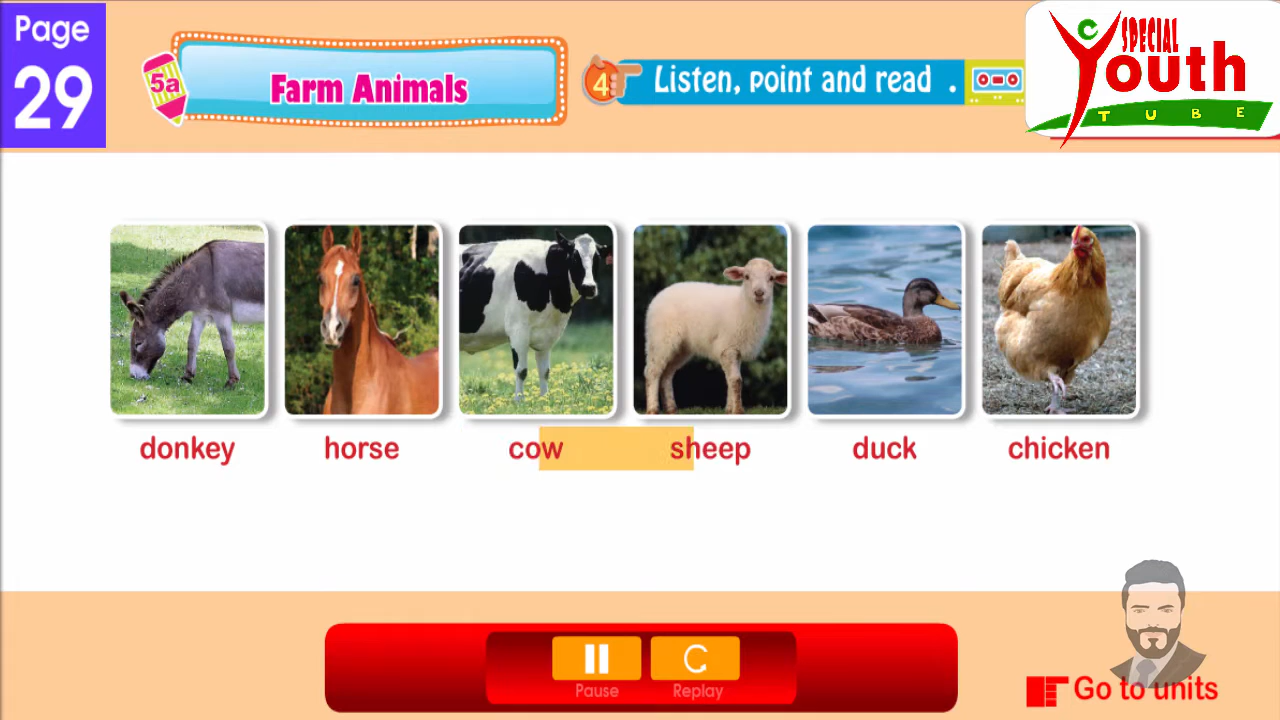 Page
29
5a
Farm Animals
4
Listen, point and read .
C
SPECIAL
Youth
TUBE
donkey horse cow sheep duck chicken
Pause Replay
Go to units